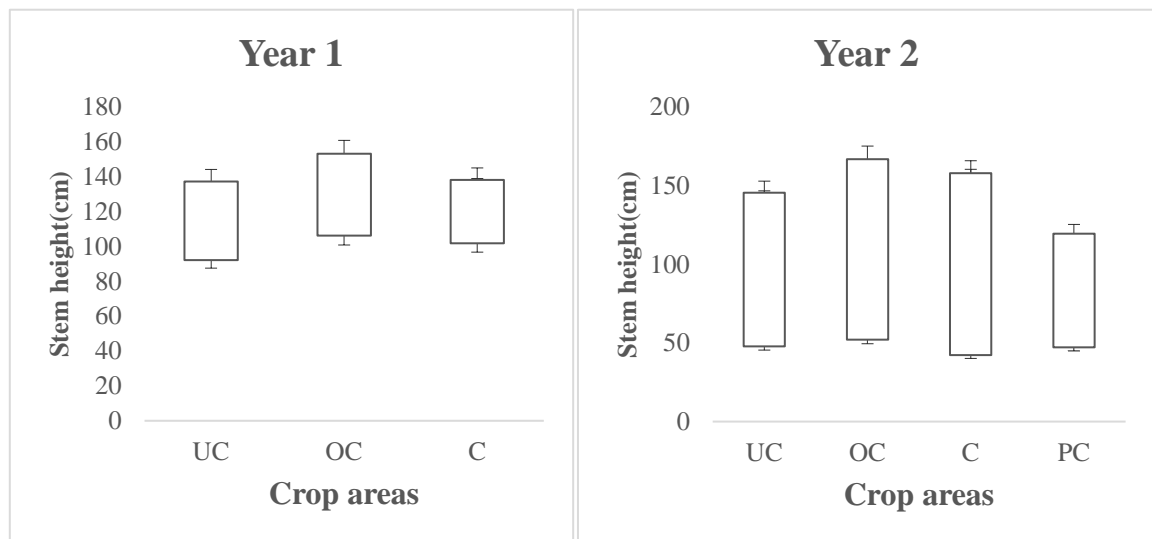 Year 1
Stem height(cm)
180
160
140
120
100
80
60
40
20
0
UC OC C
Crop areas
Year 2
Stem height(cm)
200
150
100
50
0
UC OC C PC
Crop areas